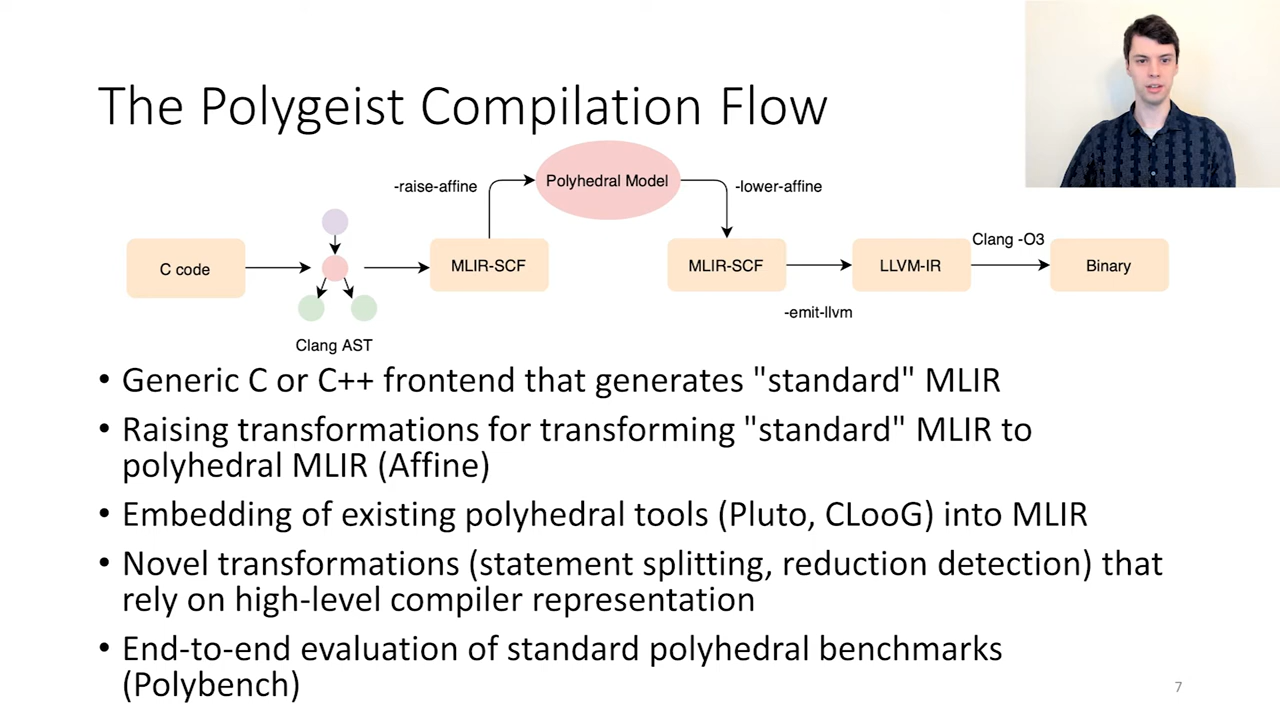 The Polygeist Compilation Flow
-raise-affine
Polyhedral Model
-lower-affine
C code
Clang AST
MLIR-SCF
MLIR-SCF
-emit-llvm
LLVM-IR
Clang -O3
Binary
• Generic C or C++ frontend that generates "standard" MLIR
• Raising transformations for transforming "standard" MLIR to
polyhedral MLIR (Affine)
• Embedding of existing polyhedral tools (Pluto, CLooG) into MLIR
• Novel transformations (statement splitting, reduction detection) that
rely on high-level compiler representation
• End-to-end evaluation of standard polyhedral benchmarks
(Polybench)
7